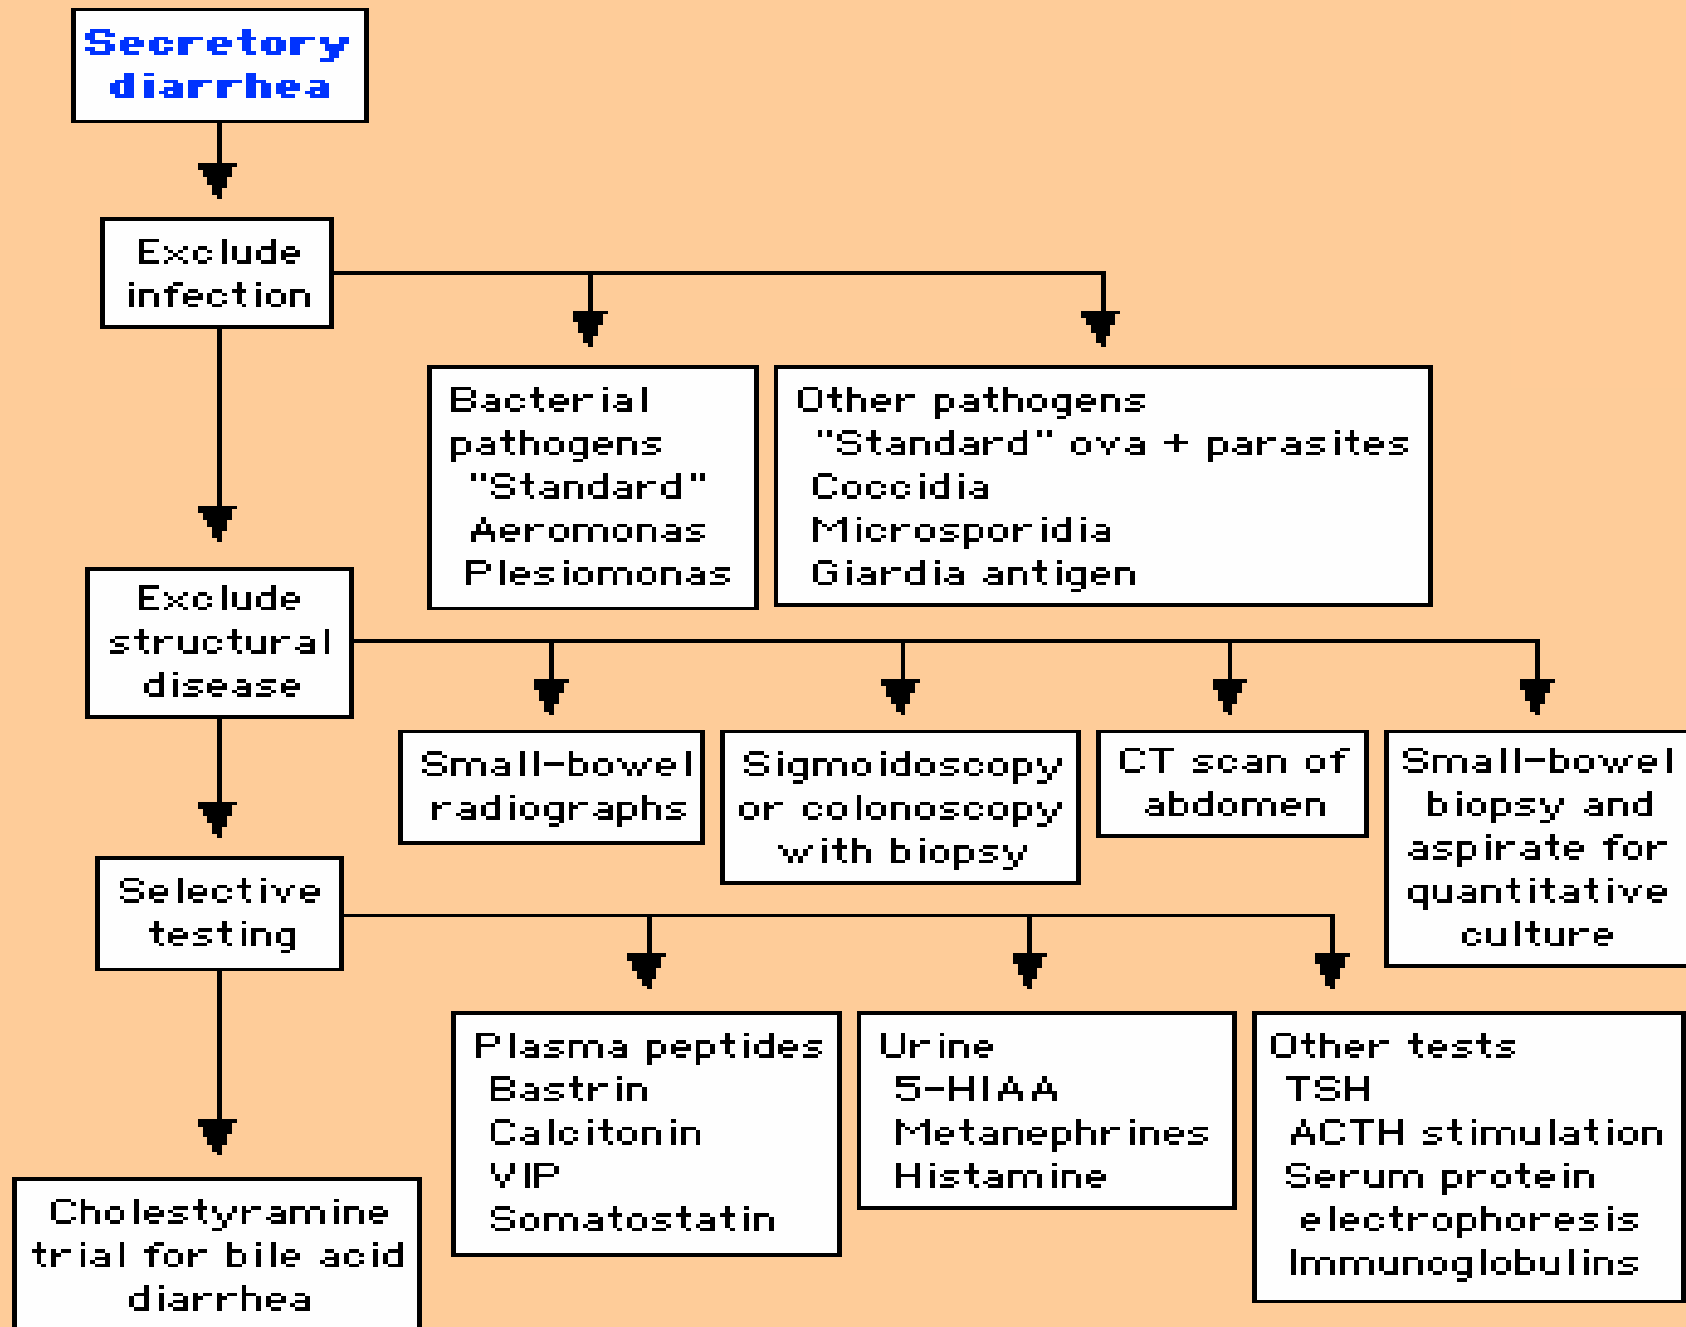 Secretory
diarrhea
Exclude
infection
Bacterial
pathogens
"Standard"
Aeromonas
Plesiomonas
Other pathogens
"Standard" ova + parasites
Coccidia
Microsporidia
Giardia antigen
Exclude
structural
disease
Small-bowel
radiographs
Sigmoidoscopy
or colonoscopy
with biopsy
CT scan of
abdomen
Small-bowel
biopsy and
aspirate for
quantitative
culture
Selective
testing
Plasma peptides
Bastrin
Calcitonin
VIP
Somatostatin
Urine
5-HIAA
Metanephrines
Histamine
Other tests
TSH
ACTH stimulation
Serum protein
electrophoresis
Immunoglobulins
Cholestyramine
trial for bile acid
diarrhea